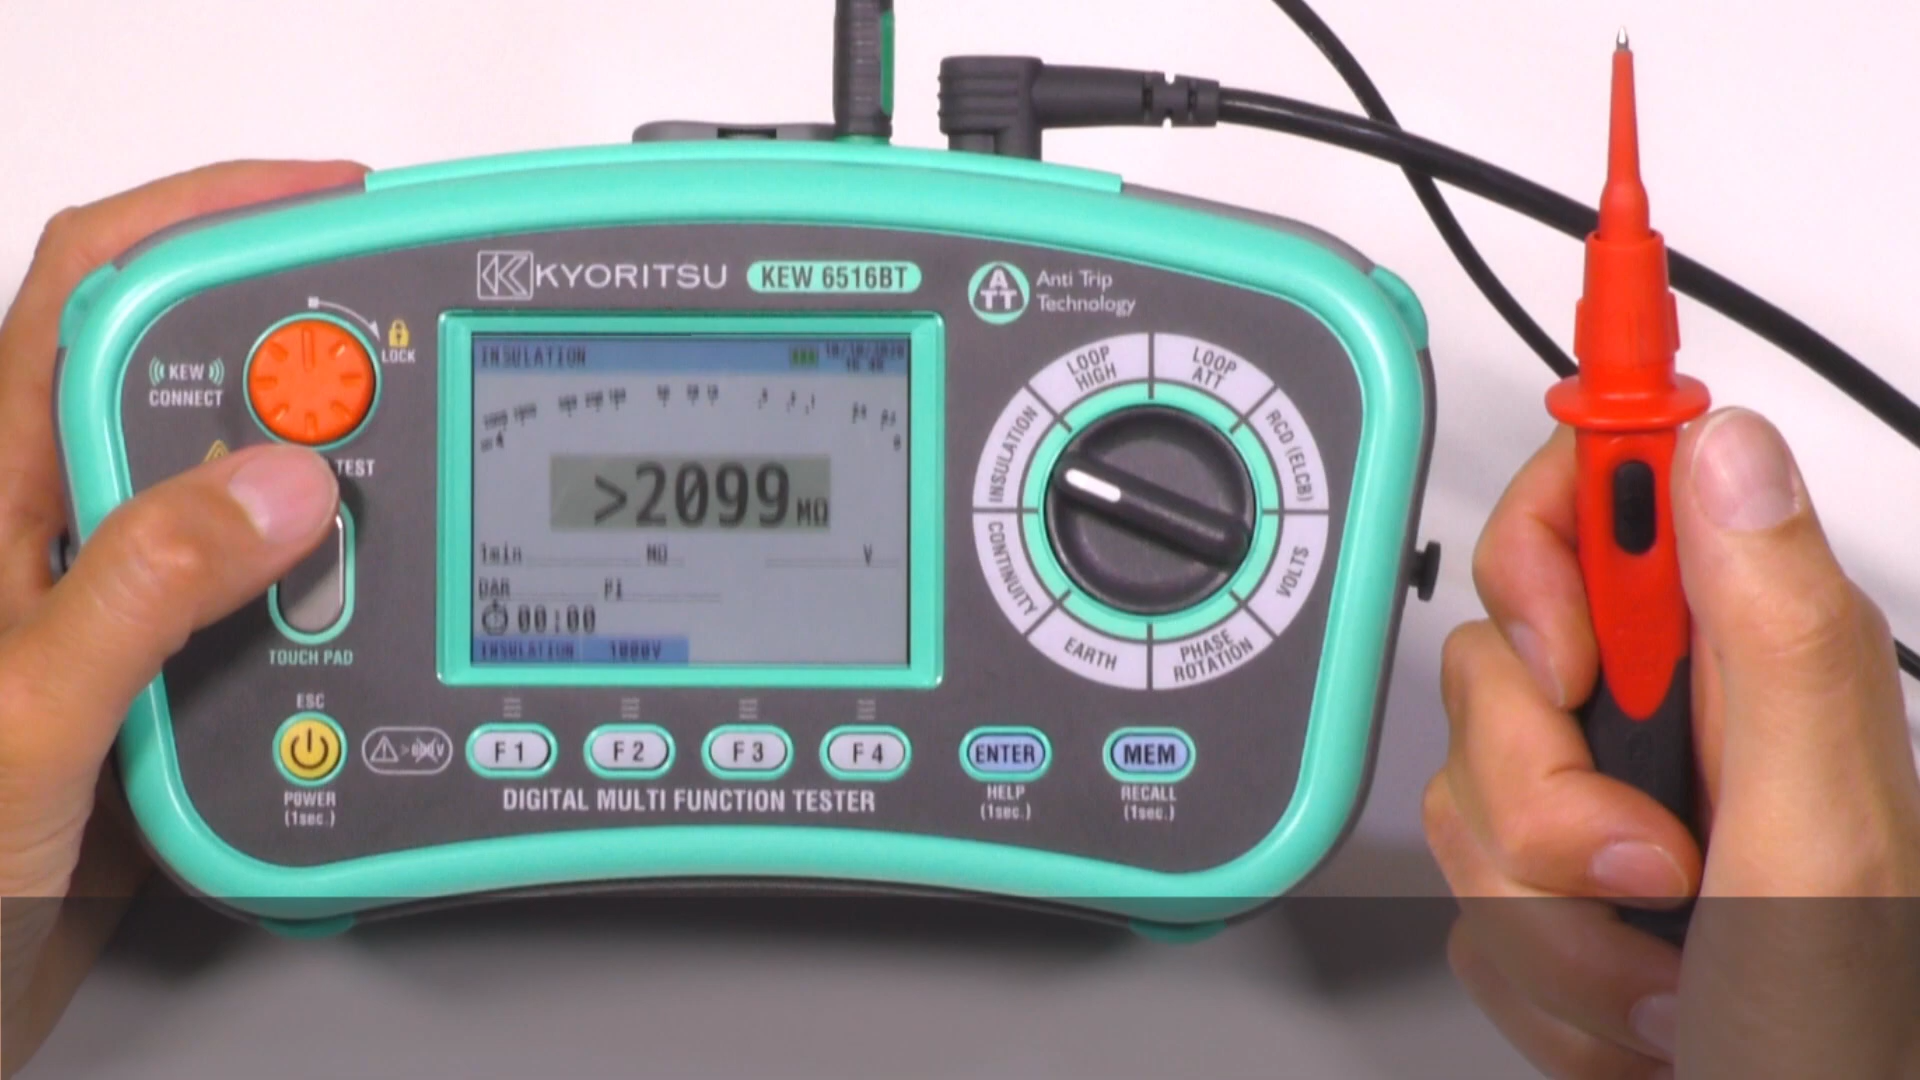 KYORITSU
KEW 6516BT
ATT
Anti Trip
Technology
LOCK
KEW
CONNECT
TEST
TOUCH PAD
INSULATION
>2099MΩ
1min MΩ V
DAR PI
00:00
INSULATION 1000V
LOOP
HIGH
LOOP
ATT
RCD (ELCB)
VOLTS
PHASE
ROTATION
EARTH
CONTINUITY
INSULATION
ESC
POWER
(1sec.)
F1 F2 F3 F4
ENTER
HELP
(1sec.)
MEM
RECALL
(1sec.)
DIGITAL MULTI FUNCTION TESTER